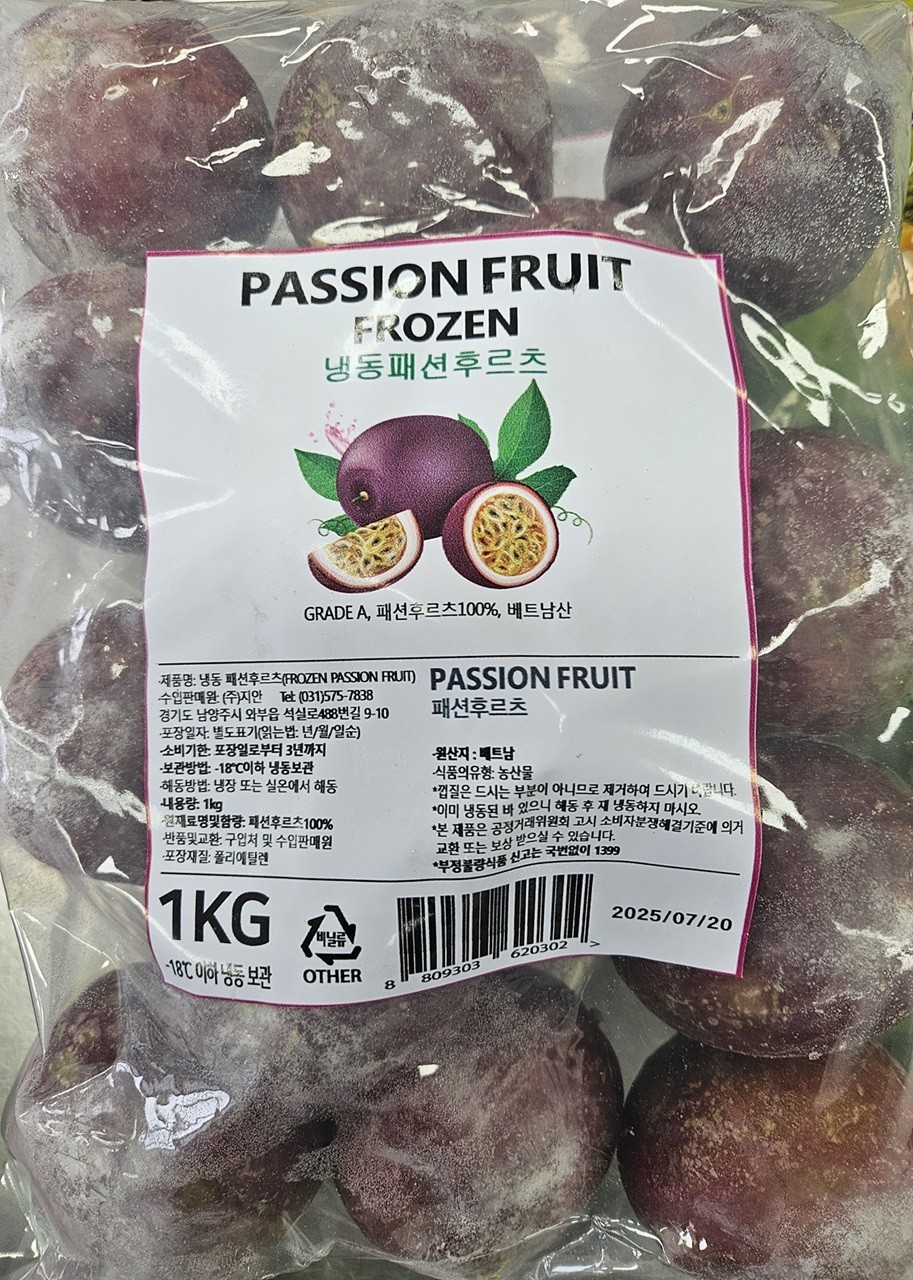 PASSION FRUIT
FROZEN
냉동패션후르츠
GRADE A, 패션후르츠100%, 베트남산
·제품명: 냉동 패션후르츠(FROZEN PASSION FRUIT)
·수입판매원: (주)지안 Tel: (031)575-7838
경기도 남양주시 와부읍 석실로488번길 9-10
·포장일자: 별도표기(읽는법: 년/월/일순)
·소비기한: 포장일로부터 3년까지
·보관방법: -18℃이하 냉동보관
·해동방법: 냉장 또는 실온에서 해동
·내용량: 1kg
·원재료명및함량: 패션후르츠100%
·반품및교환: 구입처 및 수입판매원
·포장재질: 폴리에틸렌
PASSION FRUIT
패션후르츠
·원산지 : 베트남
·식품의유형: 농산물
*껍질은 드시는 부분이 아니므로 제거하여 드시기 바랍니다.
*이미 냉동된 바 있으니 해동 후 재 냉동하지 마시오.
*본 제품은 공정거래위원회 고시 소비자분쟁해결기준에 의거
교환 또는 보상 받으실 수 있습니다.
*부정불량식품 신고는 국번없이 1399
1KG
-18℃ 이하 냉동 보관
비닐류
OTHER
8 809303 620302 >
2025/07/20